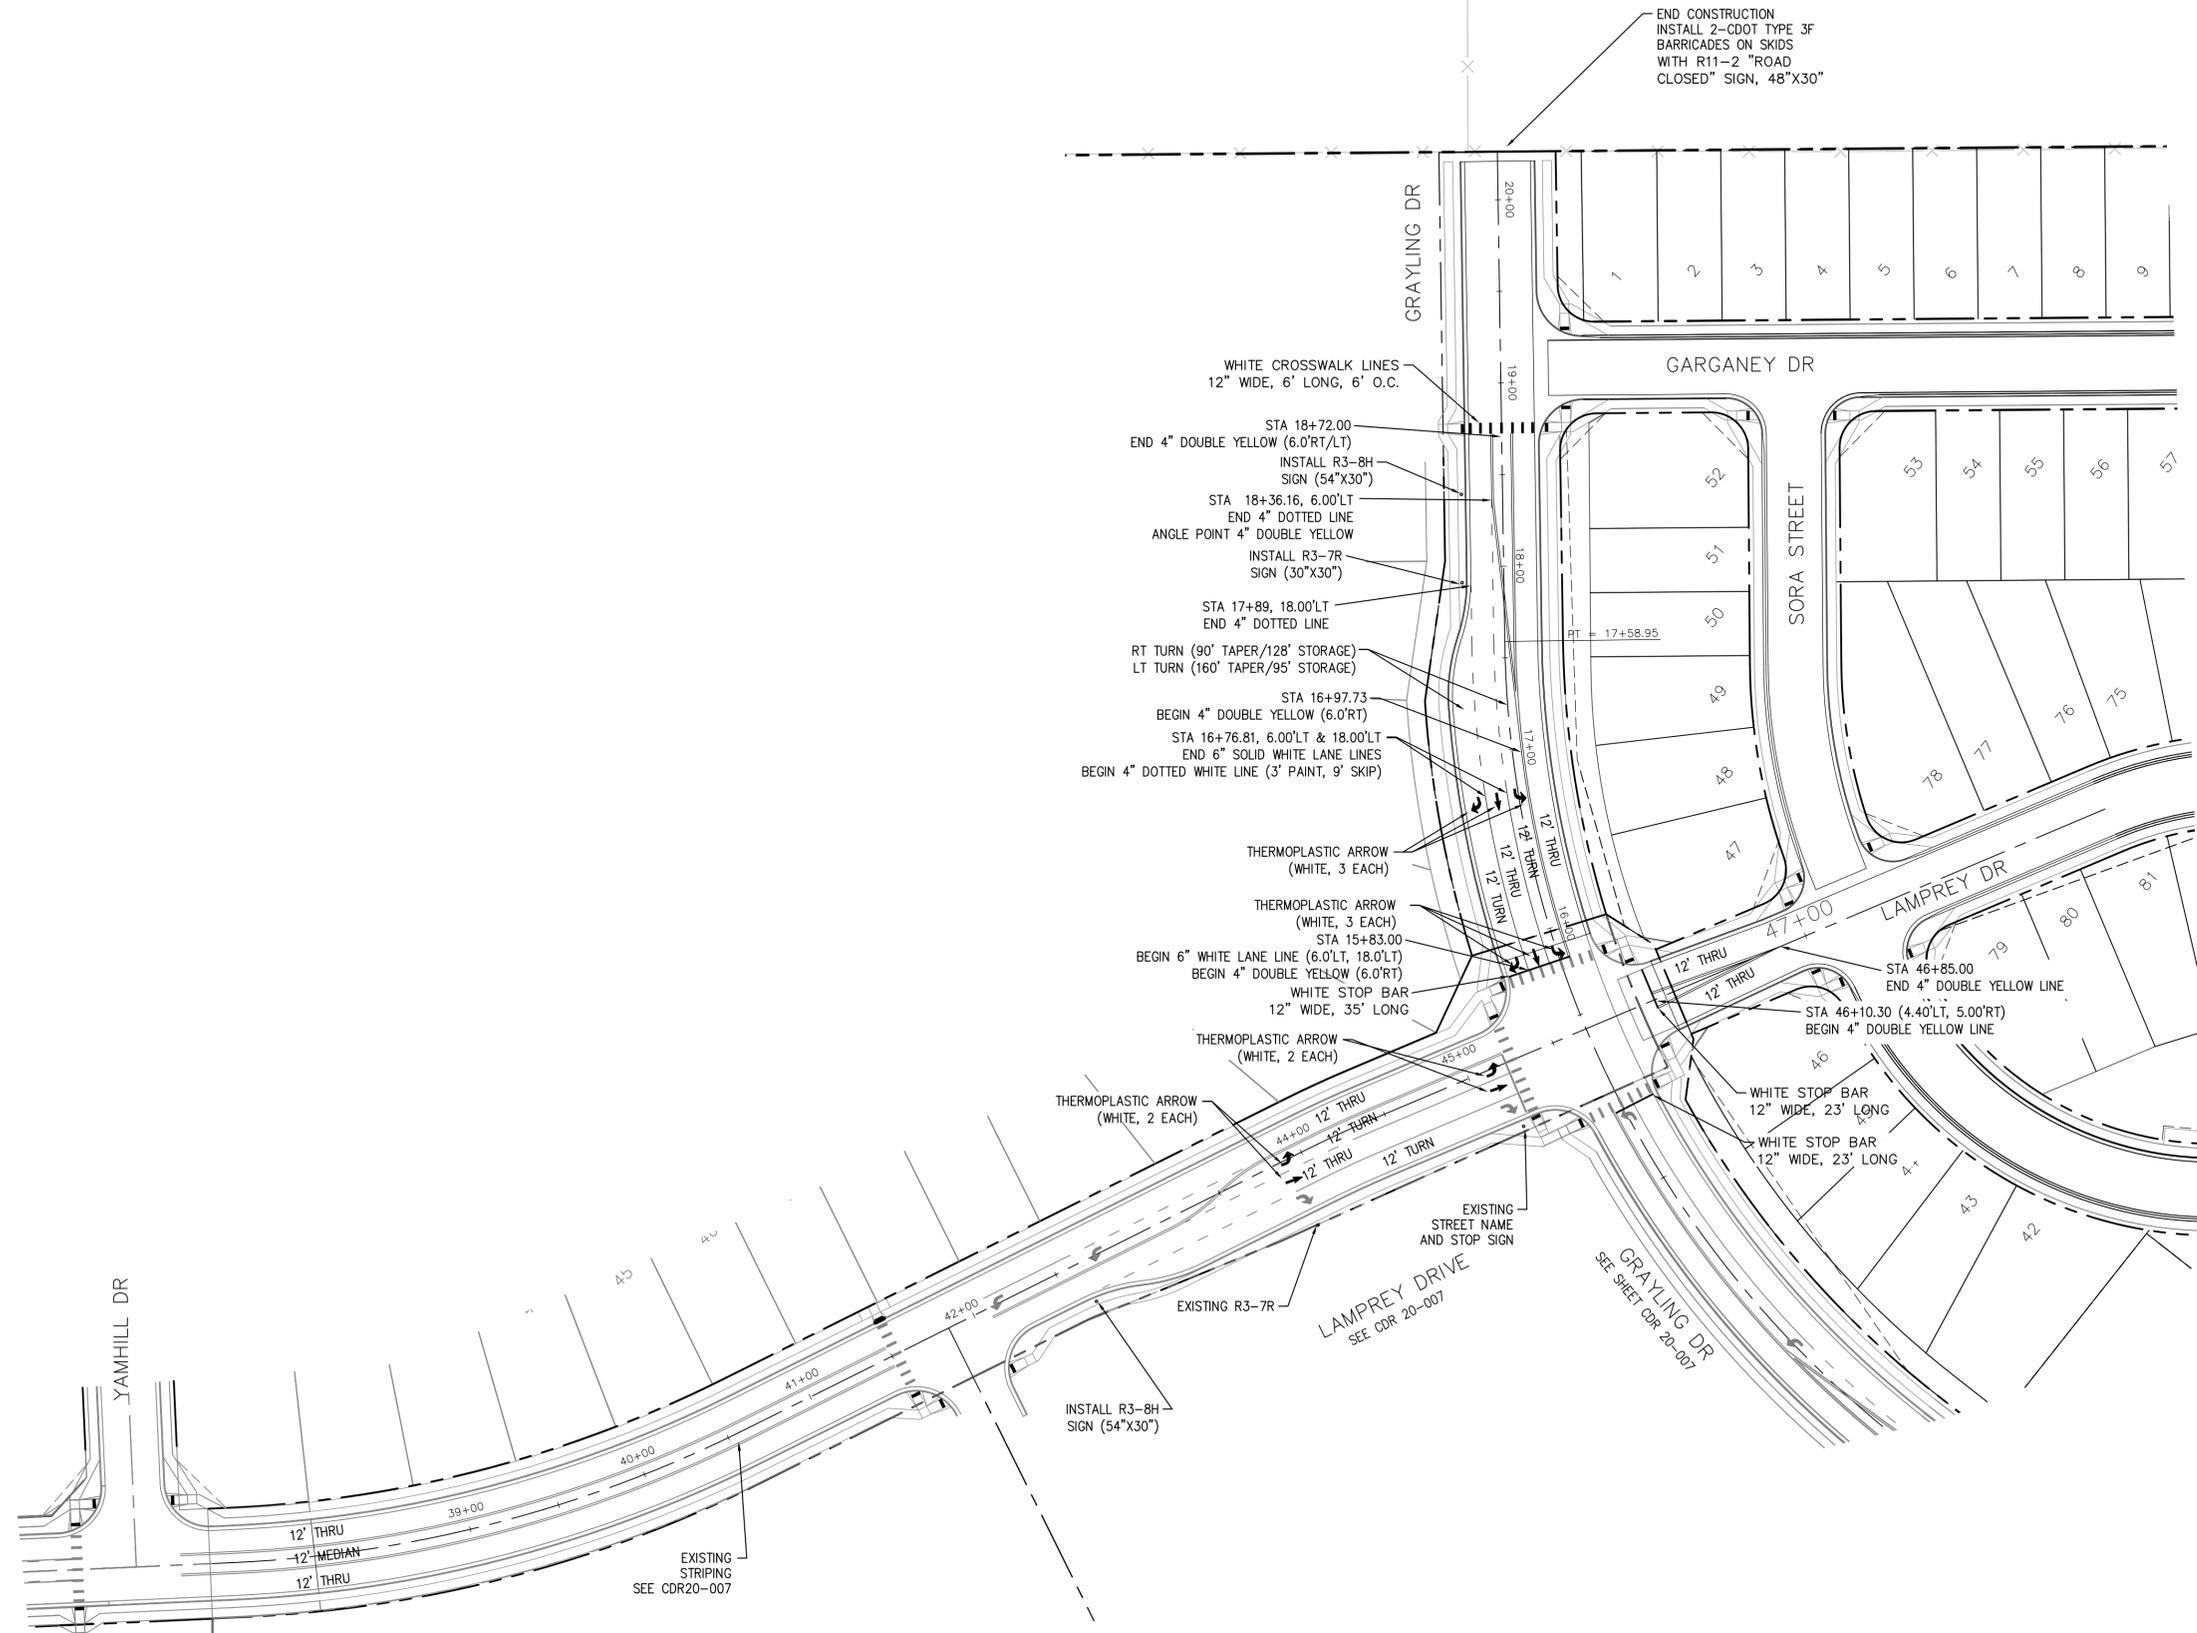 END CONSTRUCTION
INSTALL 2-CDOT TYPE 3F
BARRICADES ON SKIDS
WITH R11-2 "ROAD
CLOSED" SIGN, 48"X30"
GRAYLING DR
20+00
1
2
3
4
5
6
7
8
9
WHITE CROSSWALK LINES
12" WIDE, 6' LONG, 6' O.C.
19+00
GARGANEY DR
STA 18+72.00
END 4" DOUBLE YELLOW (6.0'RT/LT)
INSTALL R3-8H
SIGN (54"X30")
STA 18+36.16, 6.00'LT
END 4" DOTTED LINE
ANGLE POINT 4" DOUBLE YELLOW
INSTALL R3-7R
SIGN (30"X30")
18+00
STA 17+89, 18.00'LT
END 4" DOTTED LINE
PT = 17+58.95
RT TURN (90' TAPER/128' STORAGE)
LT TURN (160' TAPER/95' STORAGE)
STA 16+97.73
BEGIN 4" DOUBLE YELLOW (6.0'RT)
17+00
STA 16+76.81, 6.00'LT & 18.00'LT
END 6" SOLID WHITE LANE LINES
BEGIN 4" DOTTED WHITE LINE (3' PAINT, 9' SKIP)
52
51
50
49
48
47
SORA STREET
53
54
55
56
57
75
76
77
78
THERMOPLASTIC ARROW
(WHITE, 3 EACH)
12' TURN
12' THRU
12' TURN
12' THRU
THERMOPLASTIC ARROW
(WHITE, 3 EACH)
16+00
STA 15+83.00
BEGIN 6" WHITE LANE LINE (6.0'LT, 18.0'LT)
BEGIN 4" DOUBLE YELLOW (6.0'RT)
WHITE STOP BAR
12" WIDE, 35' LONG
LAMPREY DR
47+00
81
80
79
12' THRU
12' THRU
STA 46+85.00
END 4" DOUBLE YELLOW LINE
STA 46+10.30 (4.40'LT, 5.00'RT)
BEGIN 4" DOUBLE YELLOW LINE
46
THERMOPLASTIC ARROW
(WHITE, 2 EACH)
45+00
THERMOPLASTIC ARROW
(WHITE, 2 EACH)
44+00
12' THRU
12' TURN
12' THRU
12' TURN
WHITE STOP BAR
12" WIDE, 23' LONG
WHITE STOP BAR
12" WIDE, 23' LONG
43
42
EXISTING
STREET NAME
AND STOP SIGN
EXISTING R3-7R
LAMPREY DRIVE
SEE CDR 20-007
GRAYLING DR
SEE SHEET CDR 20-007
INSTALL R3-8H
SIGN (54"X30")
45
42+00
41+00
40+00
39+00
YAMHILL DR
12' THRU
12' MEDIAN
12' THRU
EXISTING
STRIPING
SEE CDR20-007